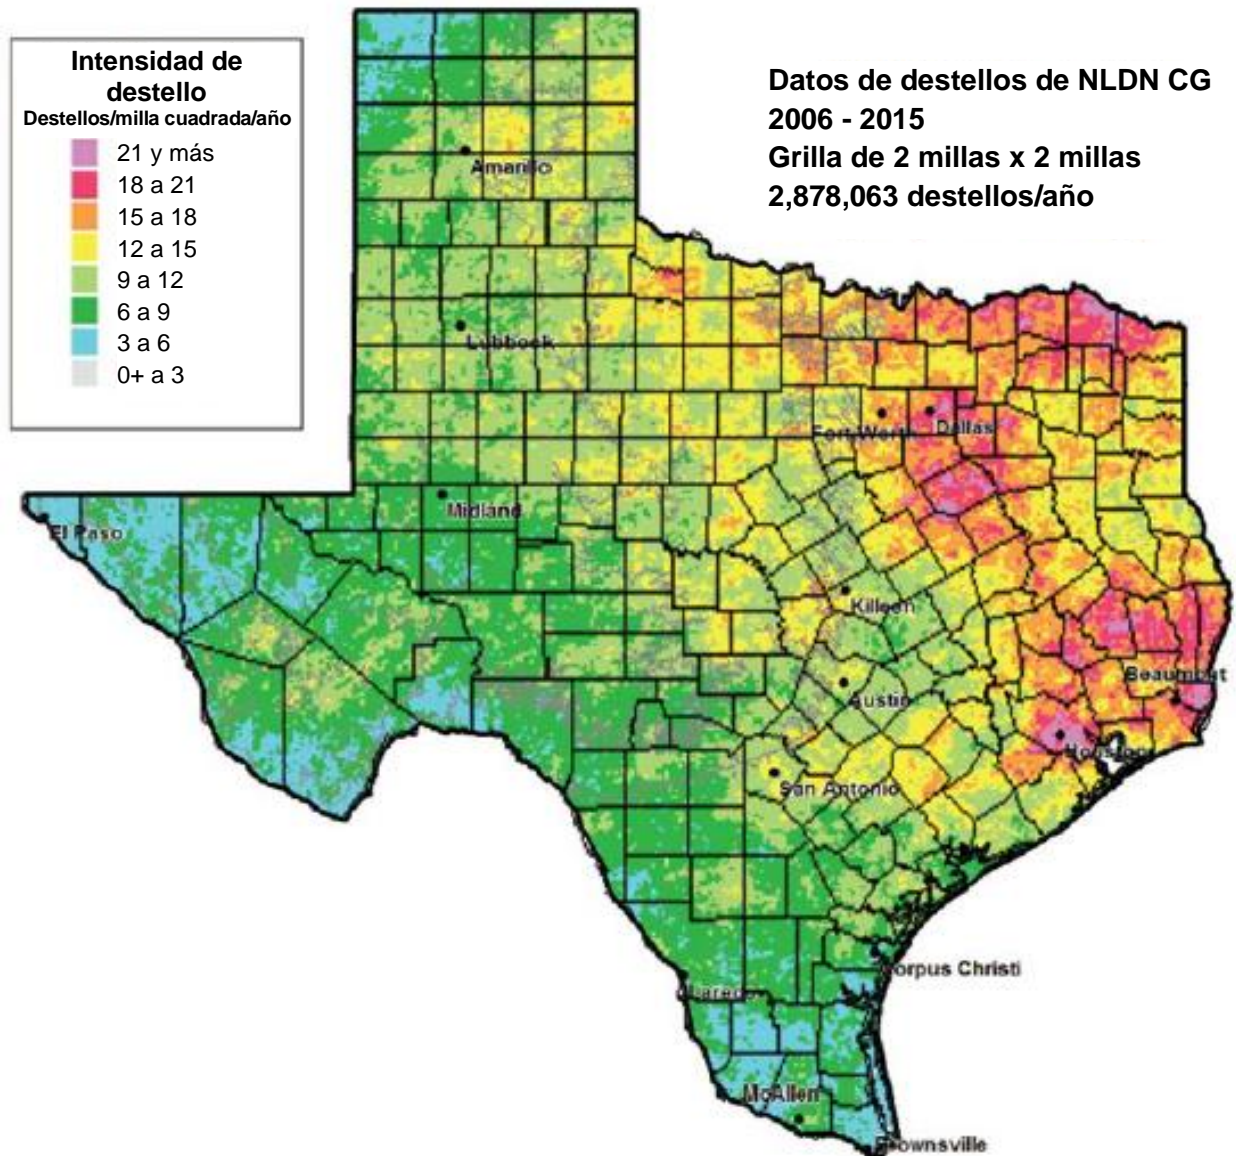 Intensidad de
destello
Destellos/milla cuadrada/año
21 y más
18 a 21
15 a 18
12 a 15
9 a 12
6 a 9
3 a 6
0+ a 3
Datos de destellos de NLDN CG
2006 - 2015
Grilla de 2 millas x 2 millas
2,878,063 destellos/año
Amarillo
Lubbock
Fort Worth
Dallas
Midland
El Paso
Killeen
Beaumont
Austin
Houston
San Antonio
Corpus Christi
Laredo
McAllen
Brownsville